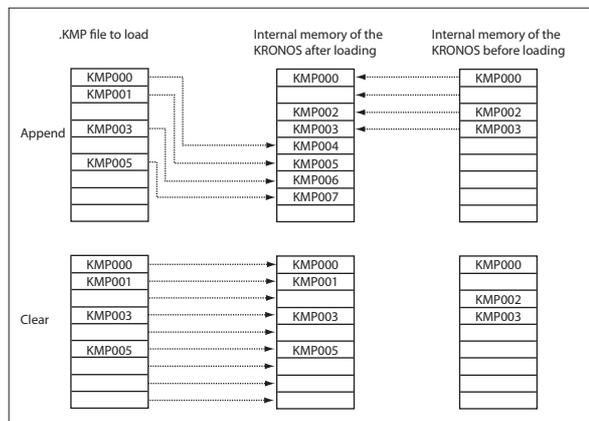 .KMP file to load
Internal memory of the
KRONOS after loading
Internal memory of the
KRONOS before loading
Append
KMP000
KMP001
KMP003
KMP005
KMP000
KMP002
KMP003
KMP004
KMP005
KMP006
KMP007
KMP000
KMP002
KMP003
Clear
KMP000
KMP001
KMP003
KMP005
KMP000
KMP001
KMP003
KMP005
KMP000
KMP002
KMP003